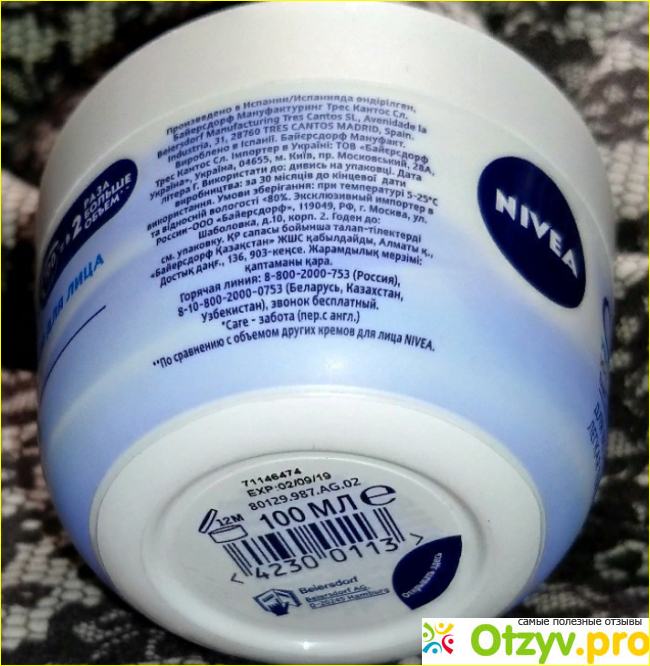 Произведено в Испании/Испанияда өндірілген.
Байерсдорф Мануфактуринг Трес Кантос Сл.
Beiersdorf Manufacturing Tres Cantos SL, Avenidade la
Industria, 31, 28760 TRES CANTOS MADRID, Spain.
Вироблено в Іспанії. Байєрсдорф Мануфакт.
Трес Кантос Сл. Імпортер в Україні: ТОВ «Байєрсдорф
Україна», Україна, 04655, м. Київ, пр. Московський, 28А,
літера Г. Використати до: дивись на упаковці. Дата
виробництва: за 30 місяців до кінцевої дати
використання. Умови зберігання: при температурі 5-25°C
та відносній вологості <80%. Эксклюзивный импортер в
России-ООО «Байерсдорф», 119049, РФ, г. Москва, ул.
Шаболовка, д.10, корп. 2. Годен до:
см. упаковку. ҚР сапасы бойынша талап-тілектерді
«Байерсдорф Қазақстан» ЖШС қабылдайды, Алматы қ.,
Достық даңғ., 136, 903-кеңсе. Жарамдылық мерзімі:
қаптаманы қара.
Горячая линия: 8-800-2000-753 (Россия),
8-10-800-2000-0753 (Беларусь, Казахстан,
Узбекистан), звонок бесплатный.
*Care - забота (пер.с англ.)
**По сравнению с объемом других кремов для лица NIVEA.
В 2 РАЗА
БОЛЬШЕ
ОБЪЕМ**
ДЛЯ ЛИЦА
NIVEA
71146474
EXP:02/09/19
80129.987.AG.02
12М
100 МЛ ℮
< 42300113 >
Beiersdorf
Beiersdorf AG.
D-20245 Hamburg
Открывать здесь
самые полезные отзывы
Otzyv.pro